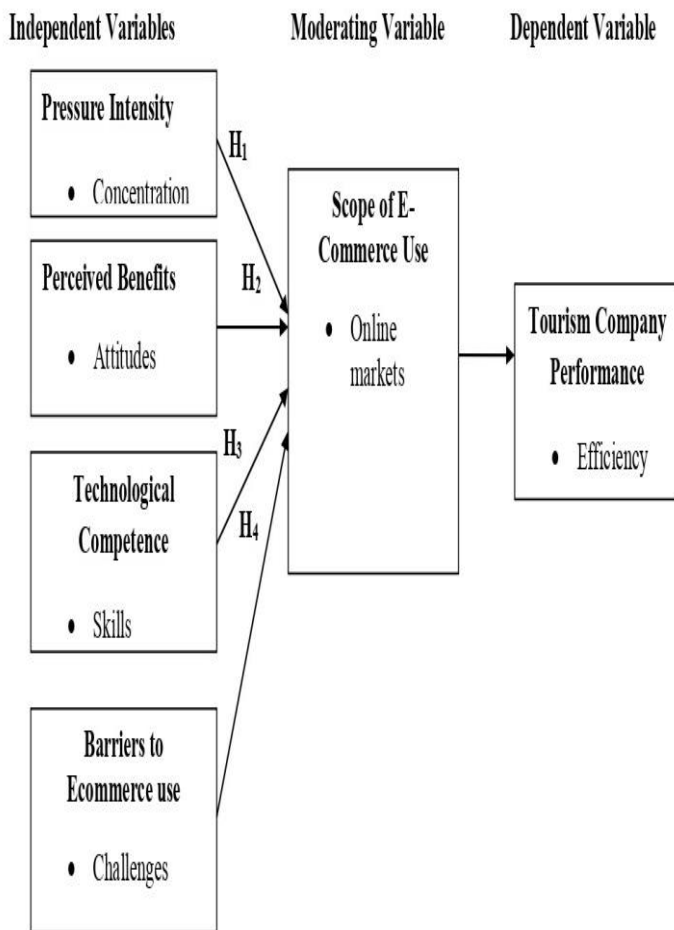 Independent Variables
Moderating Variable
Dependent Variable
Pressure Intensity
• Concentration
H₁
Perceived Benefits
• Attitudes
H₂
Technological
Competence
• Skills
H₃
H₄
Barriers to
Ecommerce use
• Challenges
Scope of E-
Commerce Use
• Online
markets
Tourism Company
Performance
• Efficiency